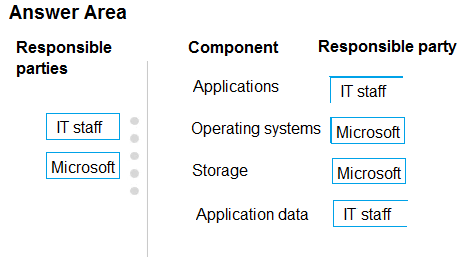 Answer Area
Responsible
parties
Component
Responsible party
Applications
IT staff
IT staff
Operating systems
Microsoft
Microsoft
Storage
Microsoft
Application data
IT staff